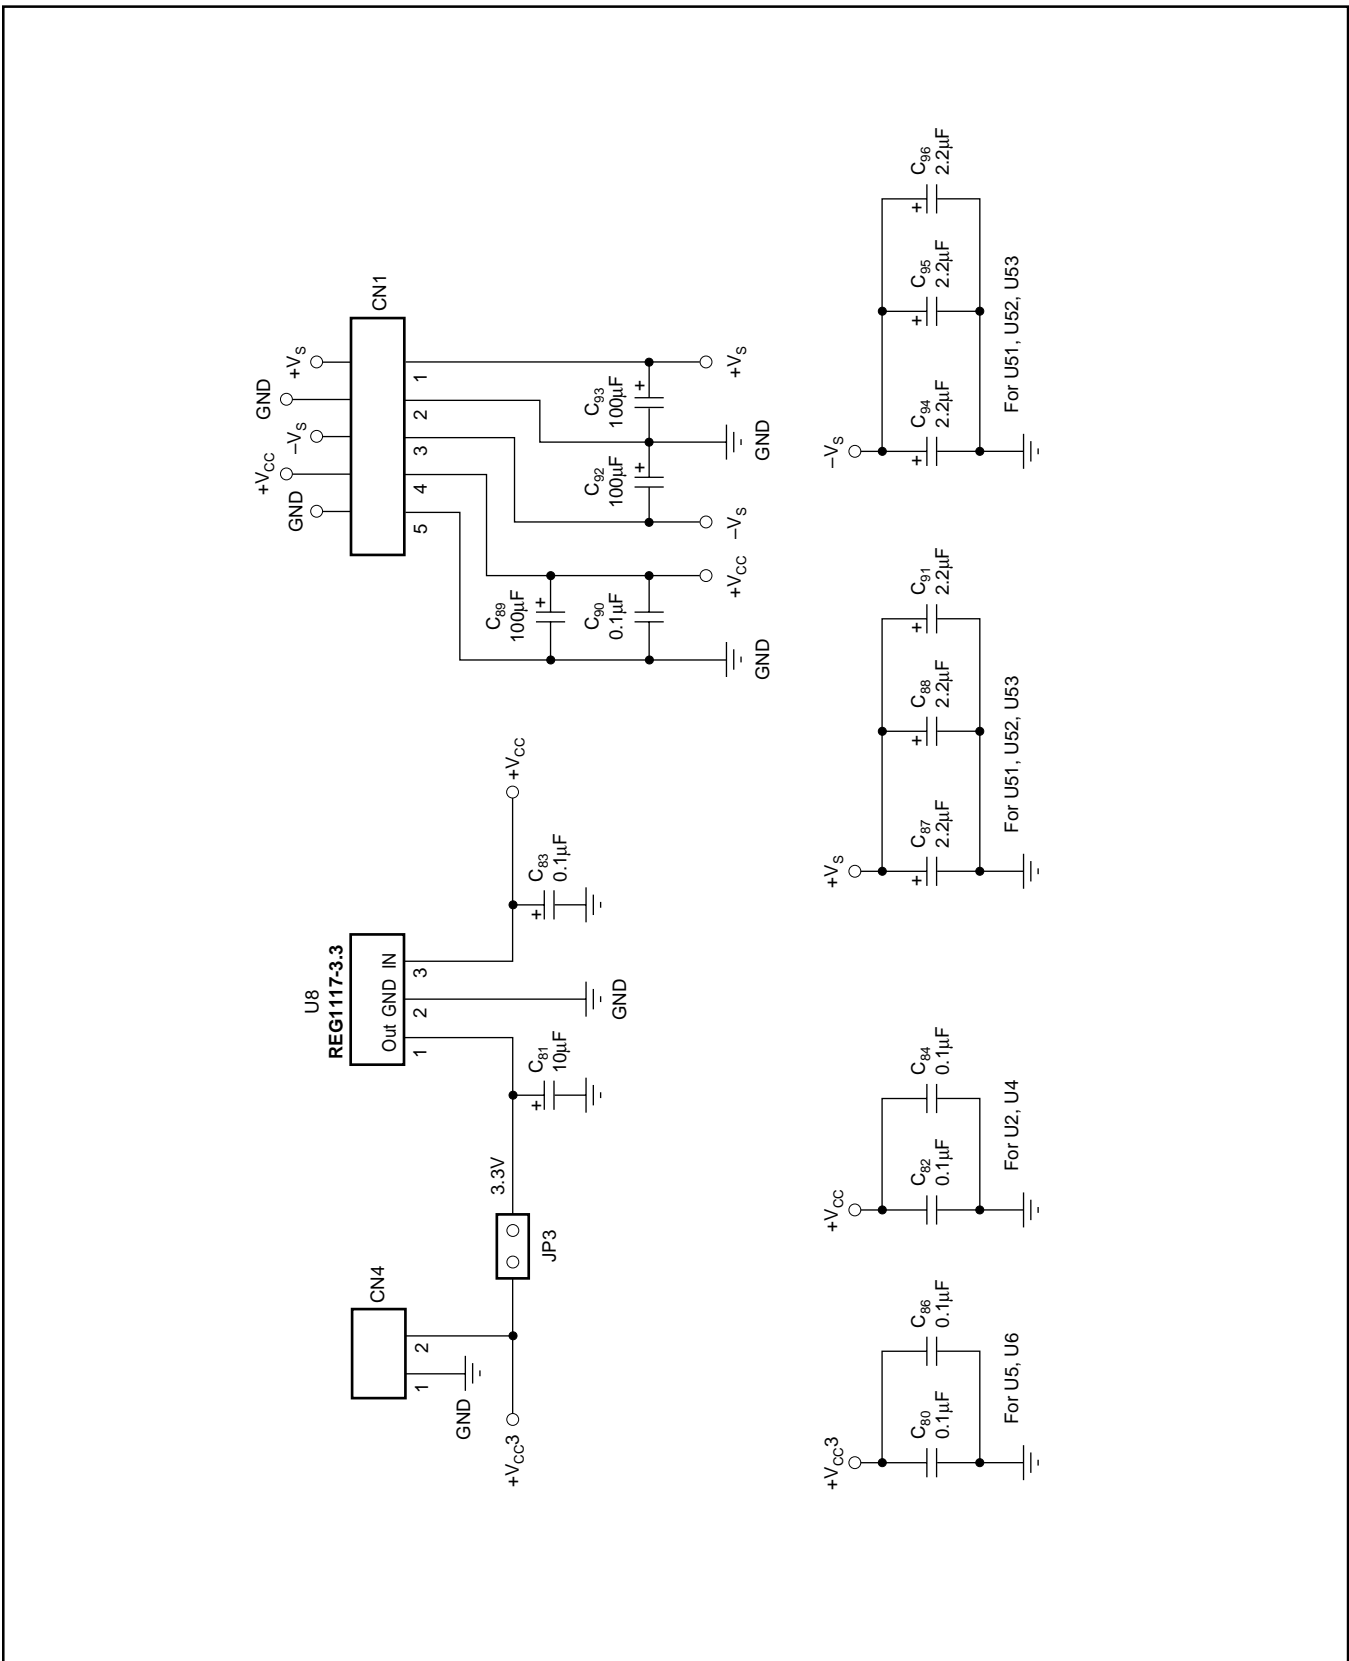 CN4
1
2
GND
+VCC3
JP3
3.3V
U8
REG1117-3.3
Out GND IN
1
2
3
C81
10µF
+
GND
C83
0.1µF
+
+VCC
CN1
GND
+VCC
–VS
GND
+VS
5
4
3
2
1
C89
100µF
+
C90
0.1µF
GND
+VCC
C92
100µF
+
C93
100µF
+
–VS
GND
+VS
+VCC3
C80
0.1µF
C86
0.1µF
For U5, U6
+VCC
C82
0.1µF
C84
0.1µF
For U2, U4
+VS
C87
2.2µF
+
C88
2.2µF
+
C91
2.2µF
+
For U51, U52, U53
–VS
C94
2.2µF
+
C95
2.2µF
+
C96
2.2µF
+
For U51, U52, U53